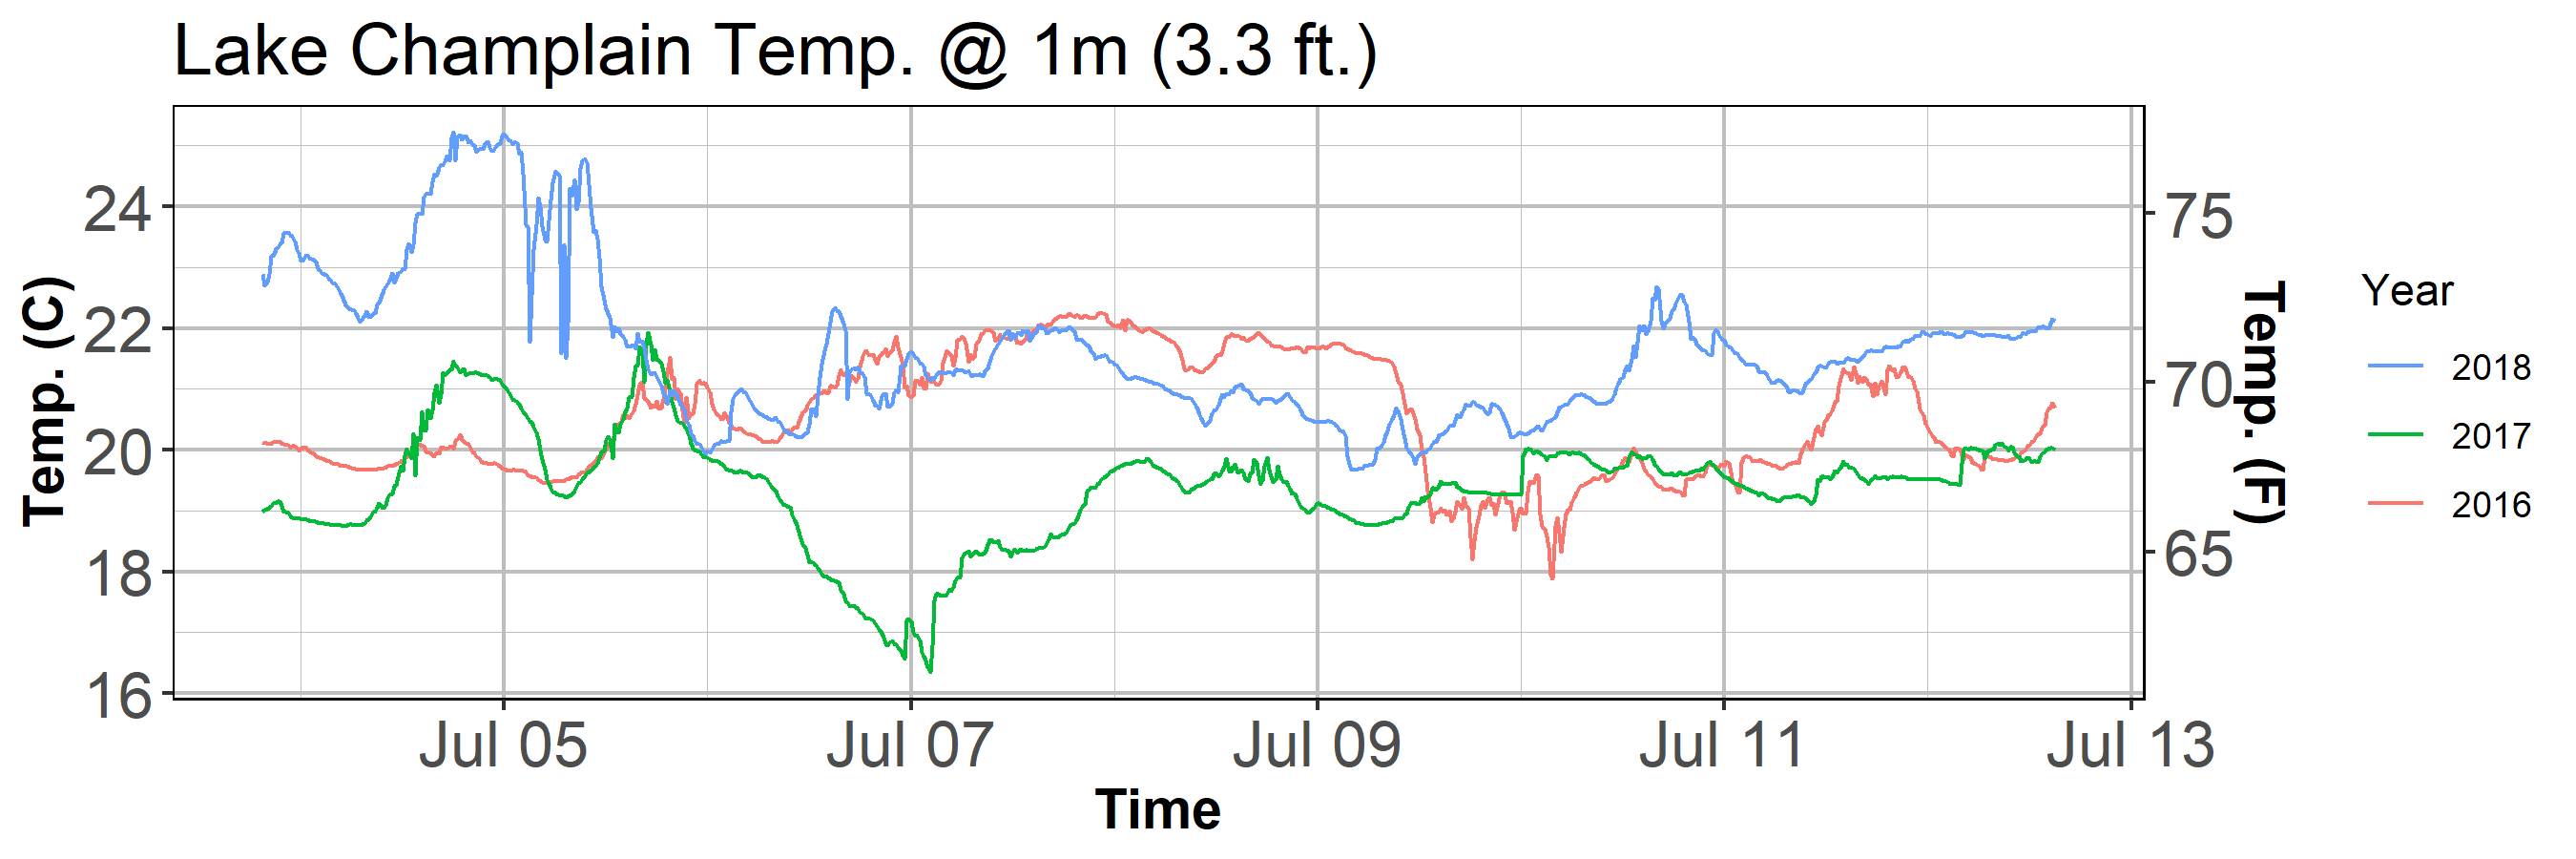 Lake Champlain Temp. @ 1m (3.3 ft.)
Temp. (C)
24
22
20
18
16
75
70
65
Temp. (F)
Jul 05
Jul 07
Jul 09
Jul 11
Jul 13
Time
Year
2018
2017
2016